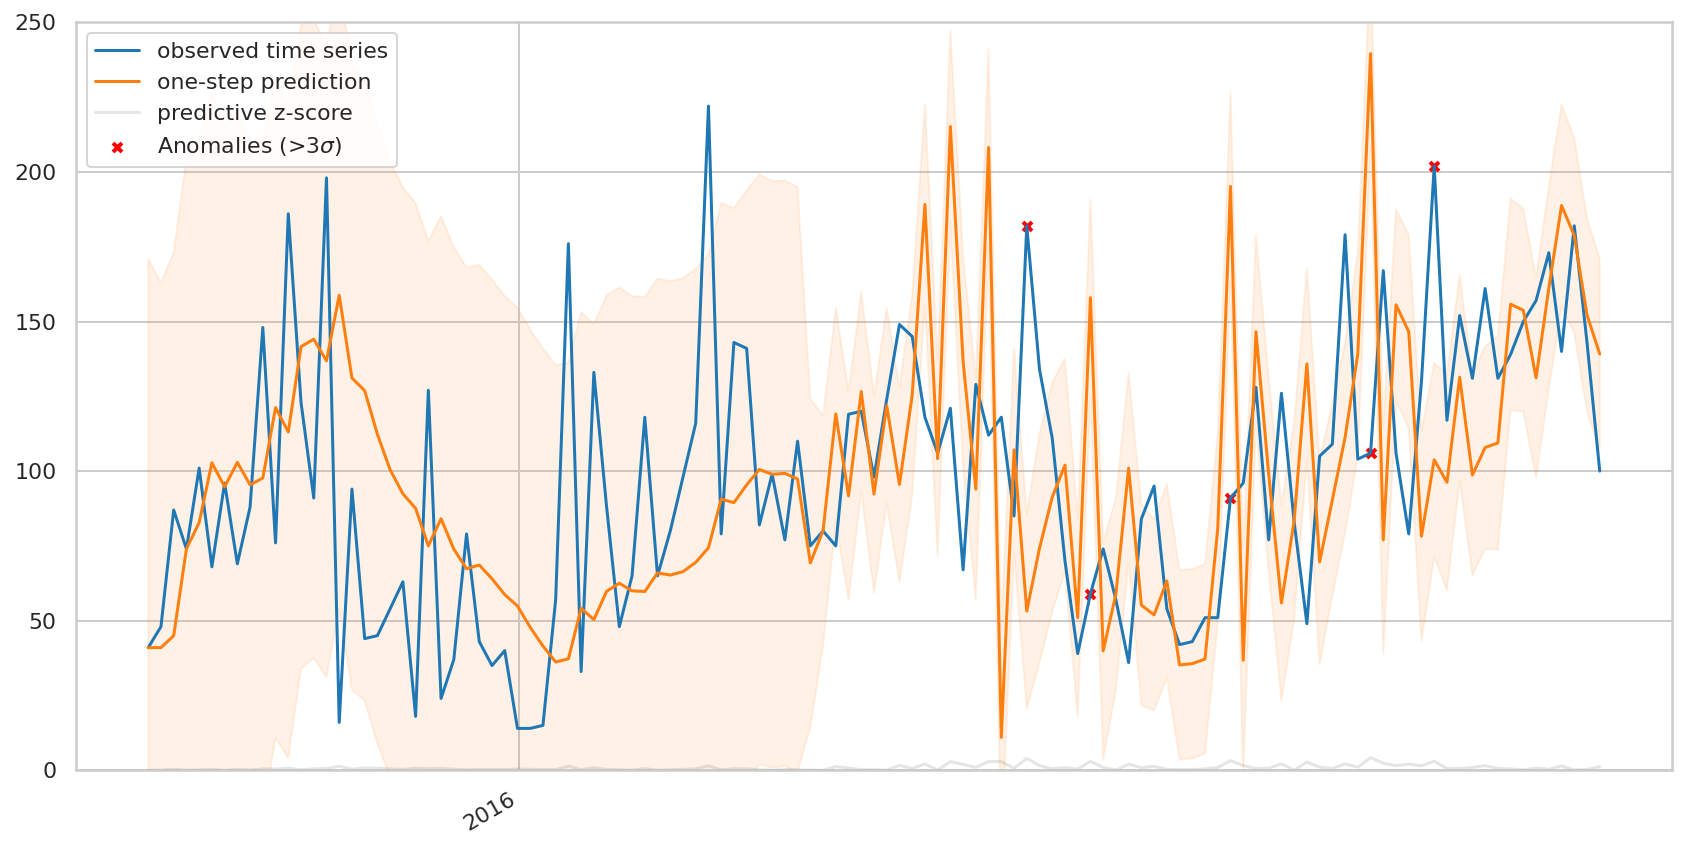 250
200
150
100
50
0
observed time series
one-step prediction
predictive z-score
Anomalies (>3σ)
2016